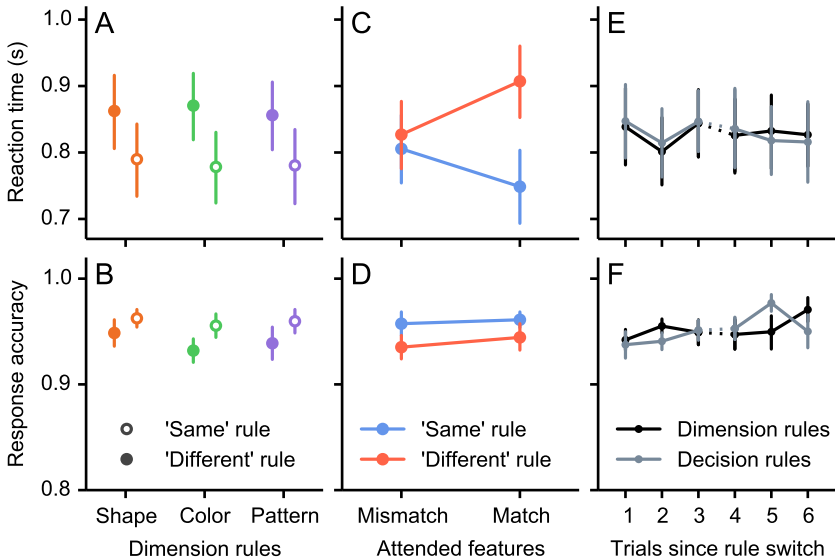 A
C
E
Reaction time (s)
1.0
0.9
0.8
0.7
B
D
F
Response accuracy
1.0
0.9
0.8
'Same' rule
'Different' rule
'Same' rule
'Different' rule
Dimension rules
Decision rules
Shape Color Pattern
Mismatch Match
1 2 3 4 5 6
Dimension rules
Attended features
Trials since rule switch